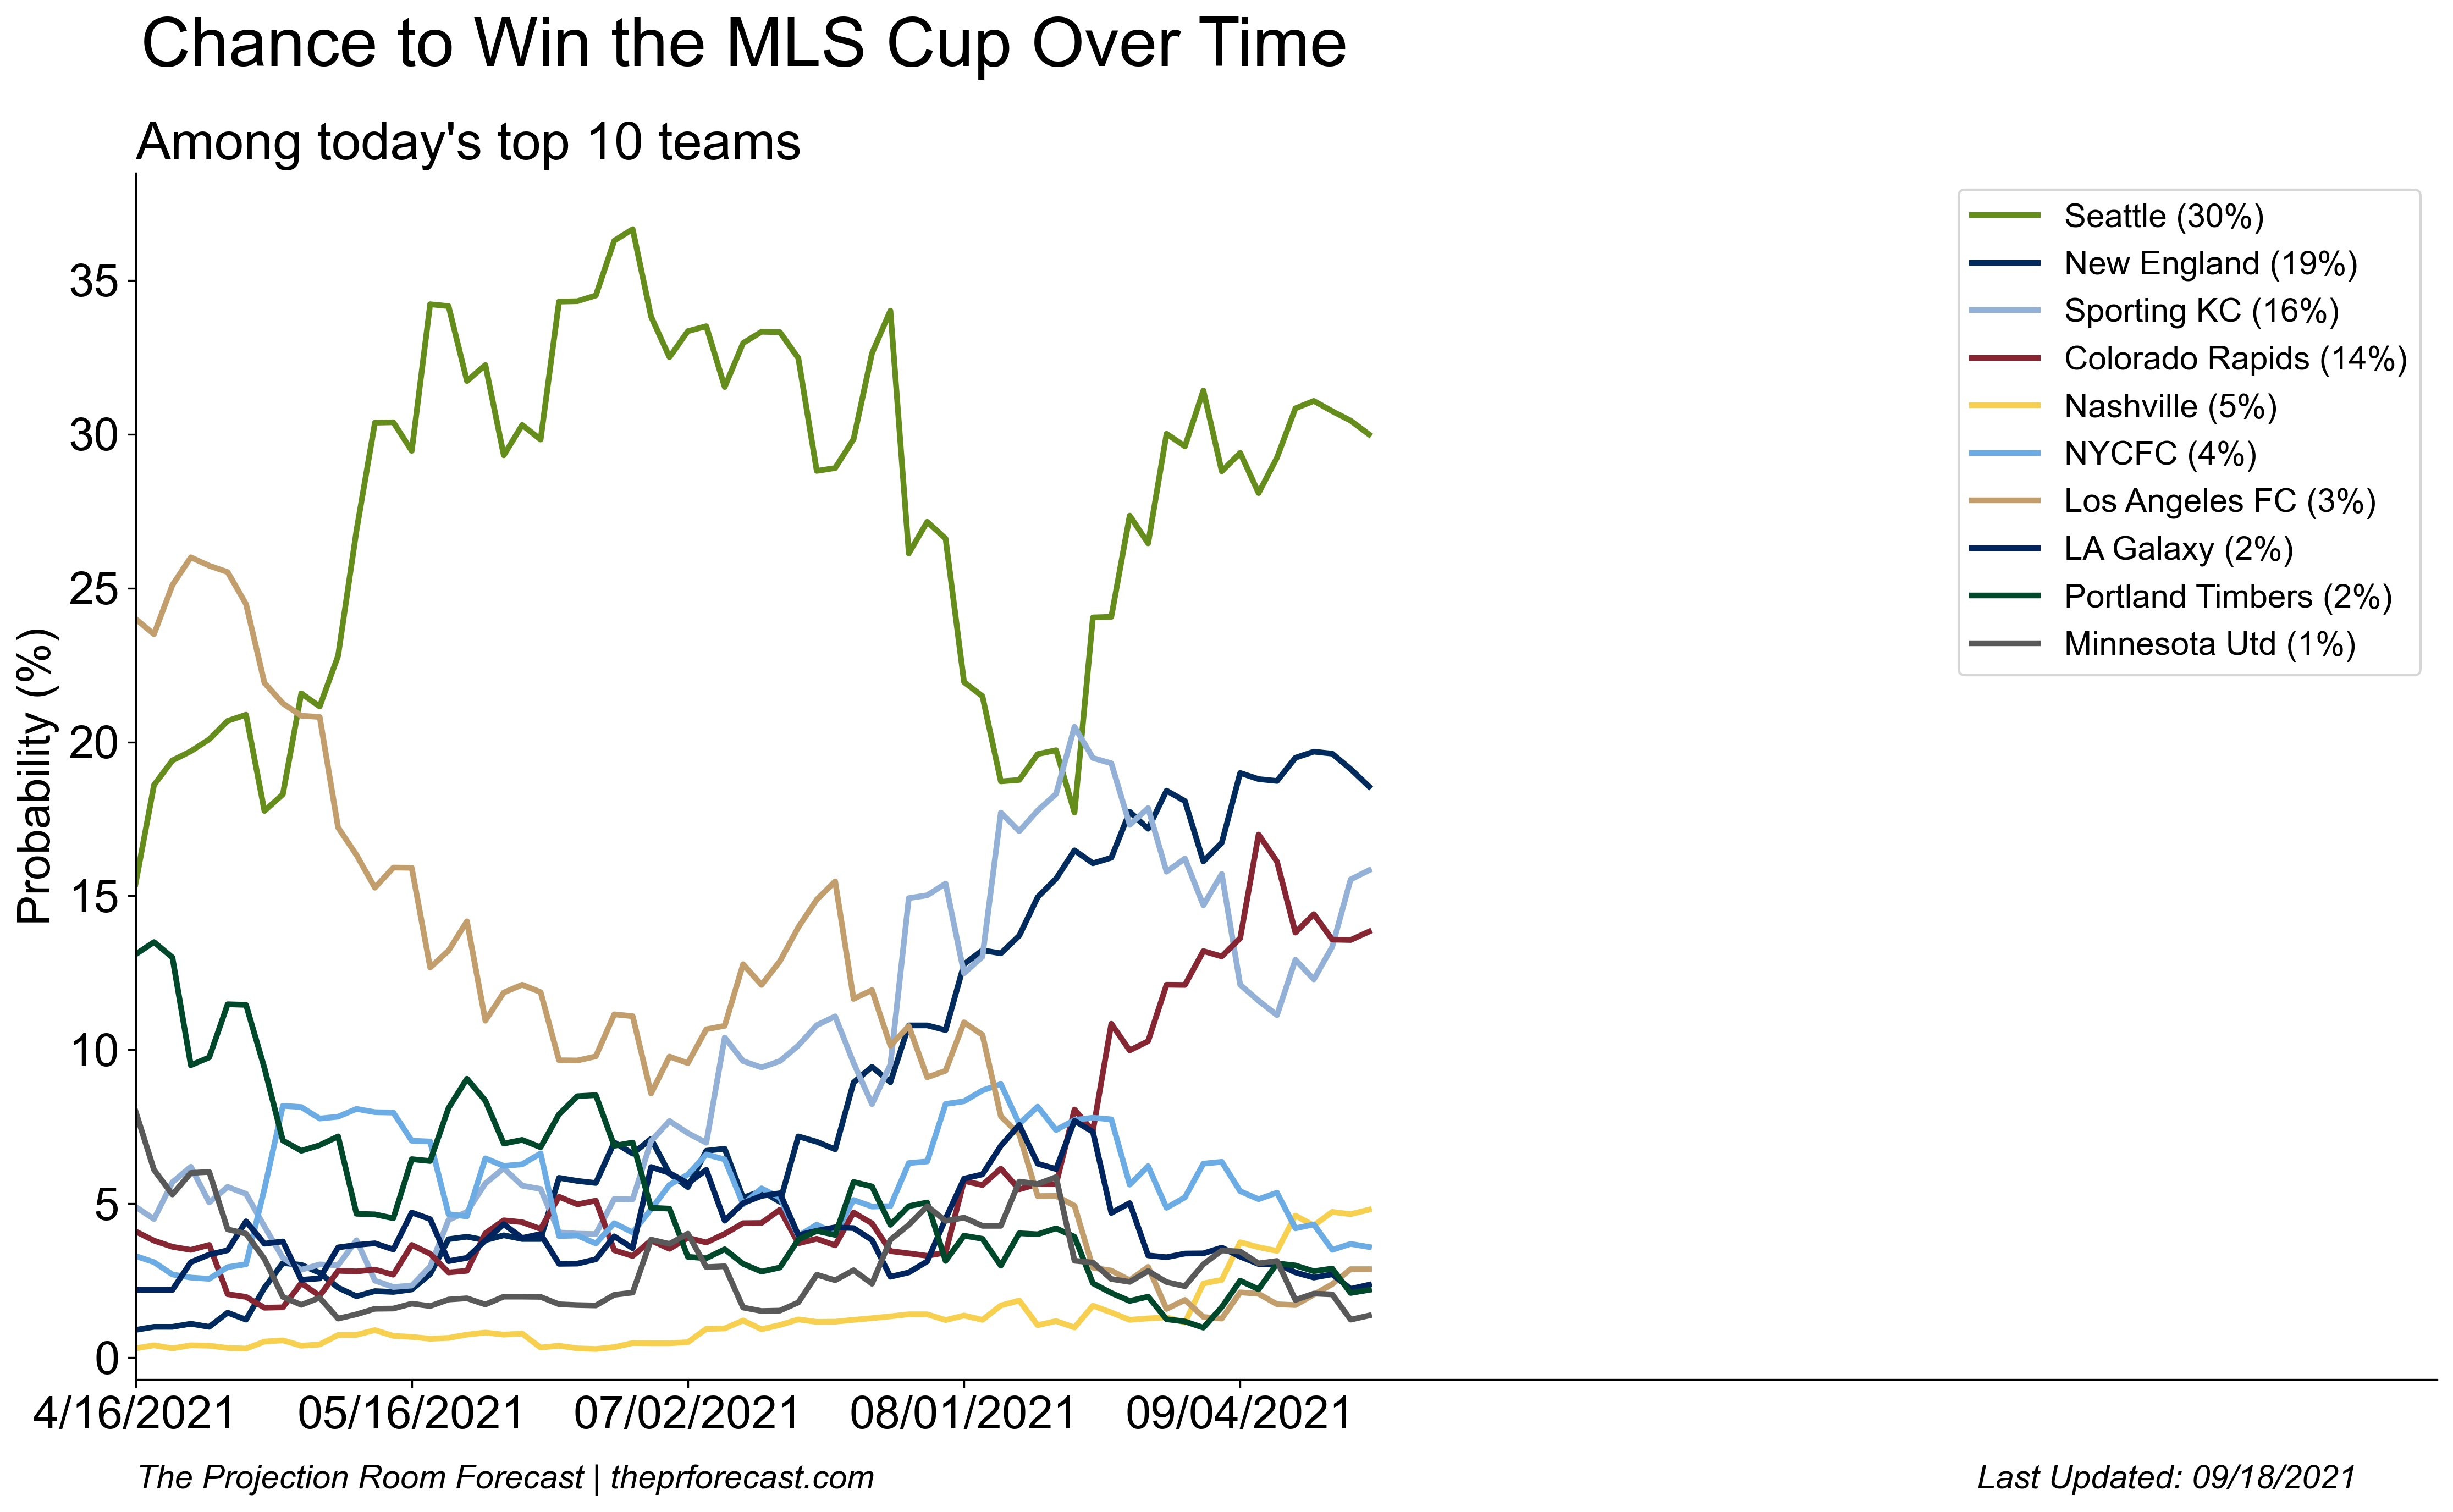 Chance to Win the MLS Cup Over Time
Among today's top 10 teams
Seattle (30%)
New England (19%)
Sporting KC (16%)
Colorado Rapids (14%)
Nashville (5%)
NYCFC (4%)
Los Angeles FC (3%)
LA Galaxy (2%)
Portland Timbers (2%)
Minnesota Utd (1%)
Probability (%)
35
30
25
20
15
10
5
0
4/16/2021 05/16/2021 07/02/2021 08/01/2021 09/04/2021
The Projection Room Forecast | theprforecast.com
Last Updated: 09/18/2021